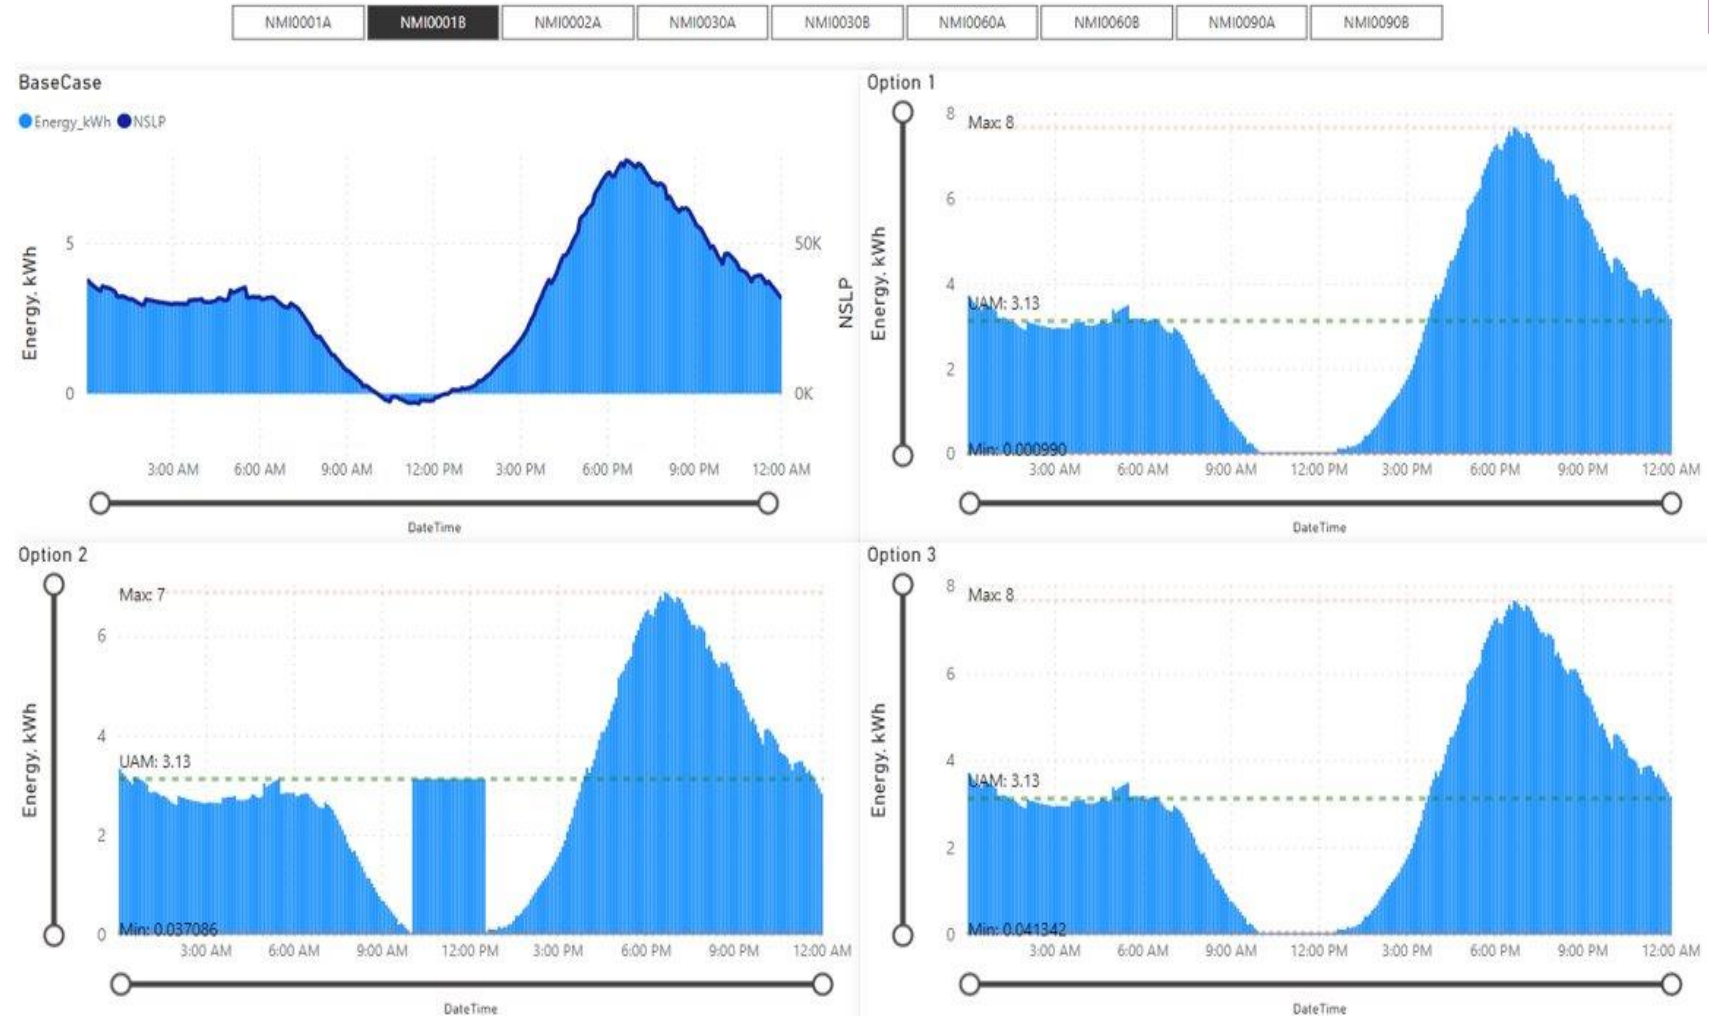 NMI0001A NMI0001B NMI0002A NMI0030A NMI0030B NMI0060A NMI0060B NMI0090A NMI0090B
BaseCase
Energy_kWh NSLP
Energy. kWh
5
0
50K
0K
NSLP
3:00 AM 6:00 AM 9:00 AM 12:00 PM 3:00 PM 6:00 PM 9:00 PM 12:00 AM
DateTime
Option 1
Energy. kWh
8
6
4
2
0
Max: 8
UAM: 3.13
Min: 0.000990
3:00 AM 6:00 AM 9:00 AM 12:00 PM 3:00 PM 6:00 PM 9:00 PM 12:00 AM
DateTime
Option 2
Energy. kWh
6
4
2
0
Max: 7
UAM: 3.13
Min: 0.037086
3:00 AM 6:00 AM 9:00 AM 12:00 PM 3:00 PM 6:00 PM 9:00 PM 12:00 AM
DateTime
Option 3
Energy. kWh
8
6
4
2
0
Max: 8
UAM: 3.13
Min: 0.041342
3:00 AM 6:00 AM 9:00 AM 12:00 PM 3:00 PM 6:00 PM 9:00 PM 12:00 AM
DateTime